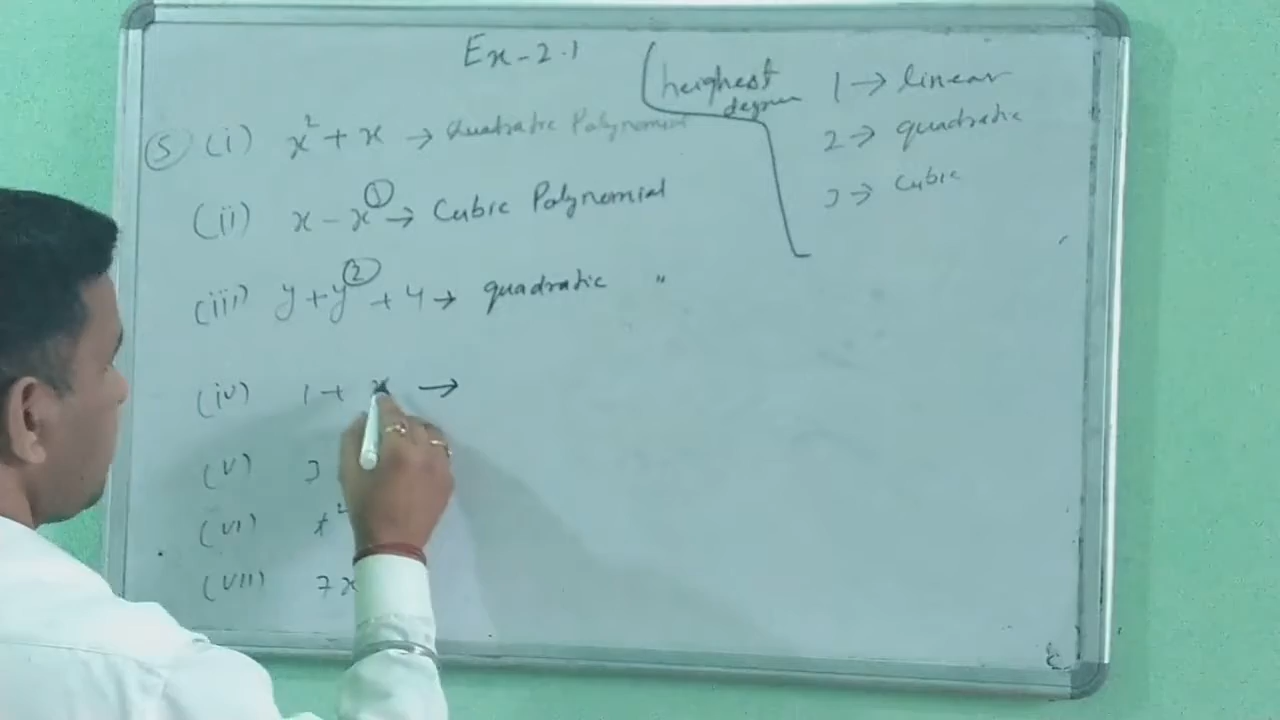 Ex-2.1
(heighest degree
1 → linear
2 → quadratic
3 → Cubic
(5) (i) x² + x → Quadratic Polynomial
(ii) x - x³ → Cubic Polynomial
(iii) y + y² + 4 → quadratic "
(iv) 1 + x →
(v) 3
(vi) t²
(vii) 7x